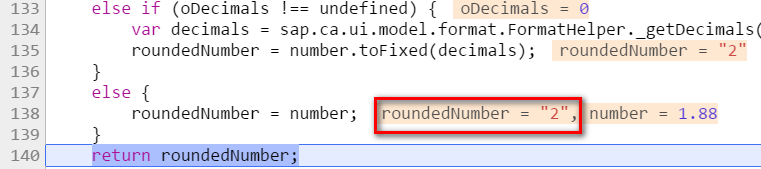 133 else if (oDecimals !== undefined) { oDecimals = 0
134 var decimals = sap.ca.ui.model.format.FormatHelper._getDecimals(
135 roundedNumber = number.toFixed(decimals); roundedNumber = "2"
136 }
137 else {
138 roundedNumber = number; roundedNumber = "2", number = 1.88
139 }
140 return roundedNumber;